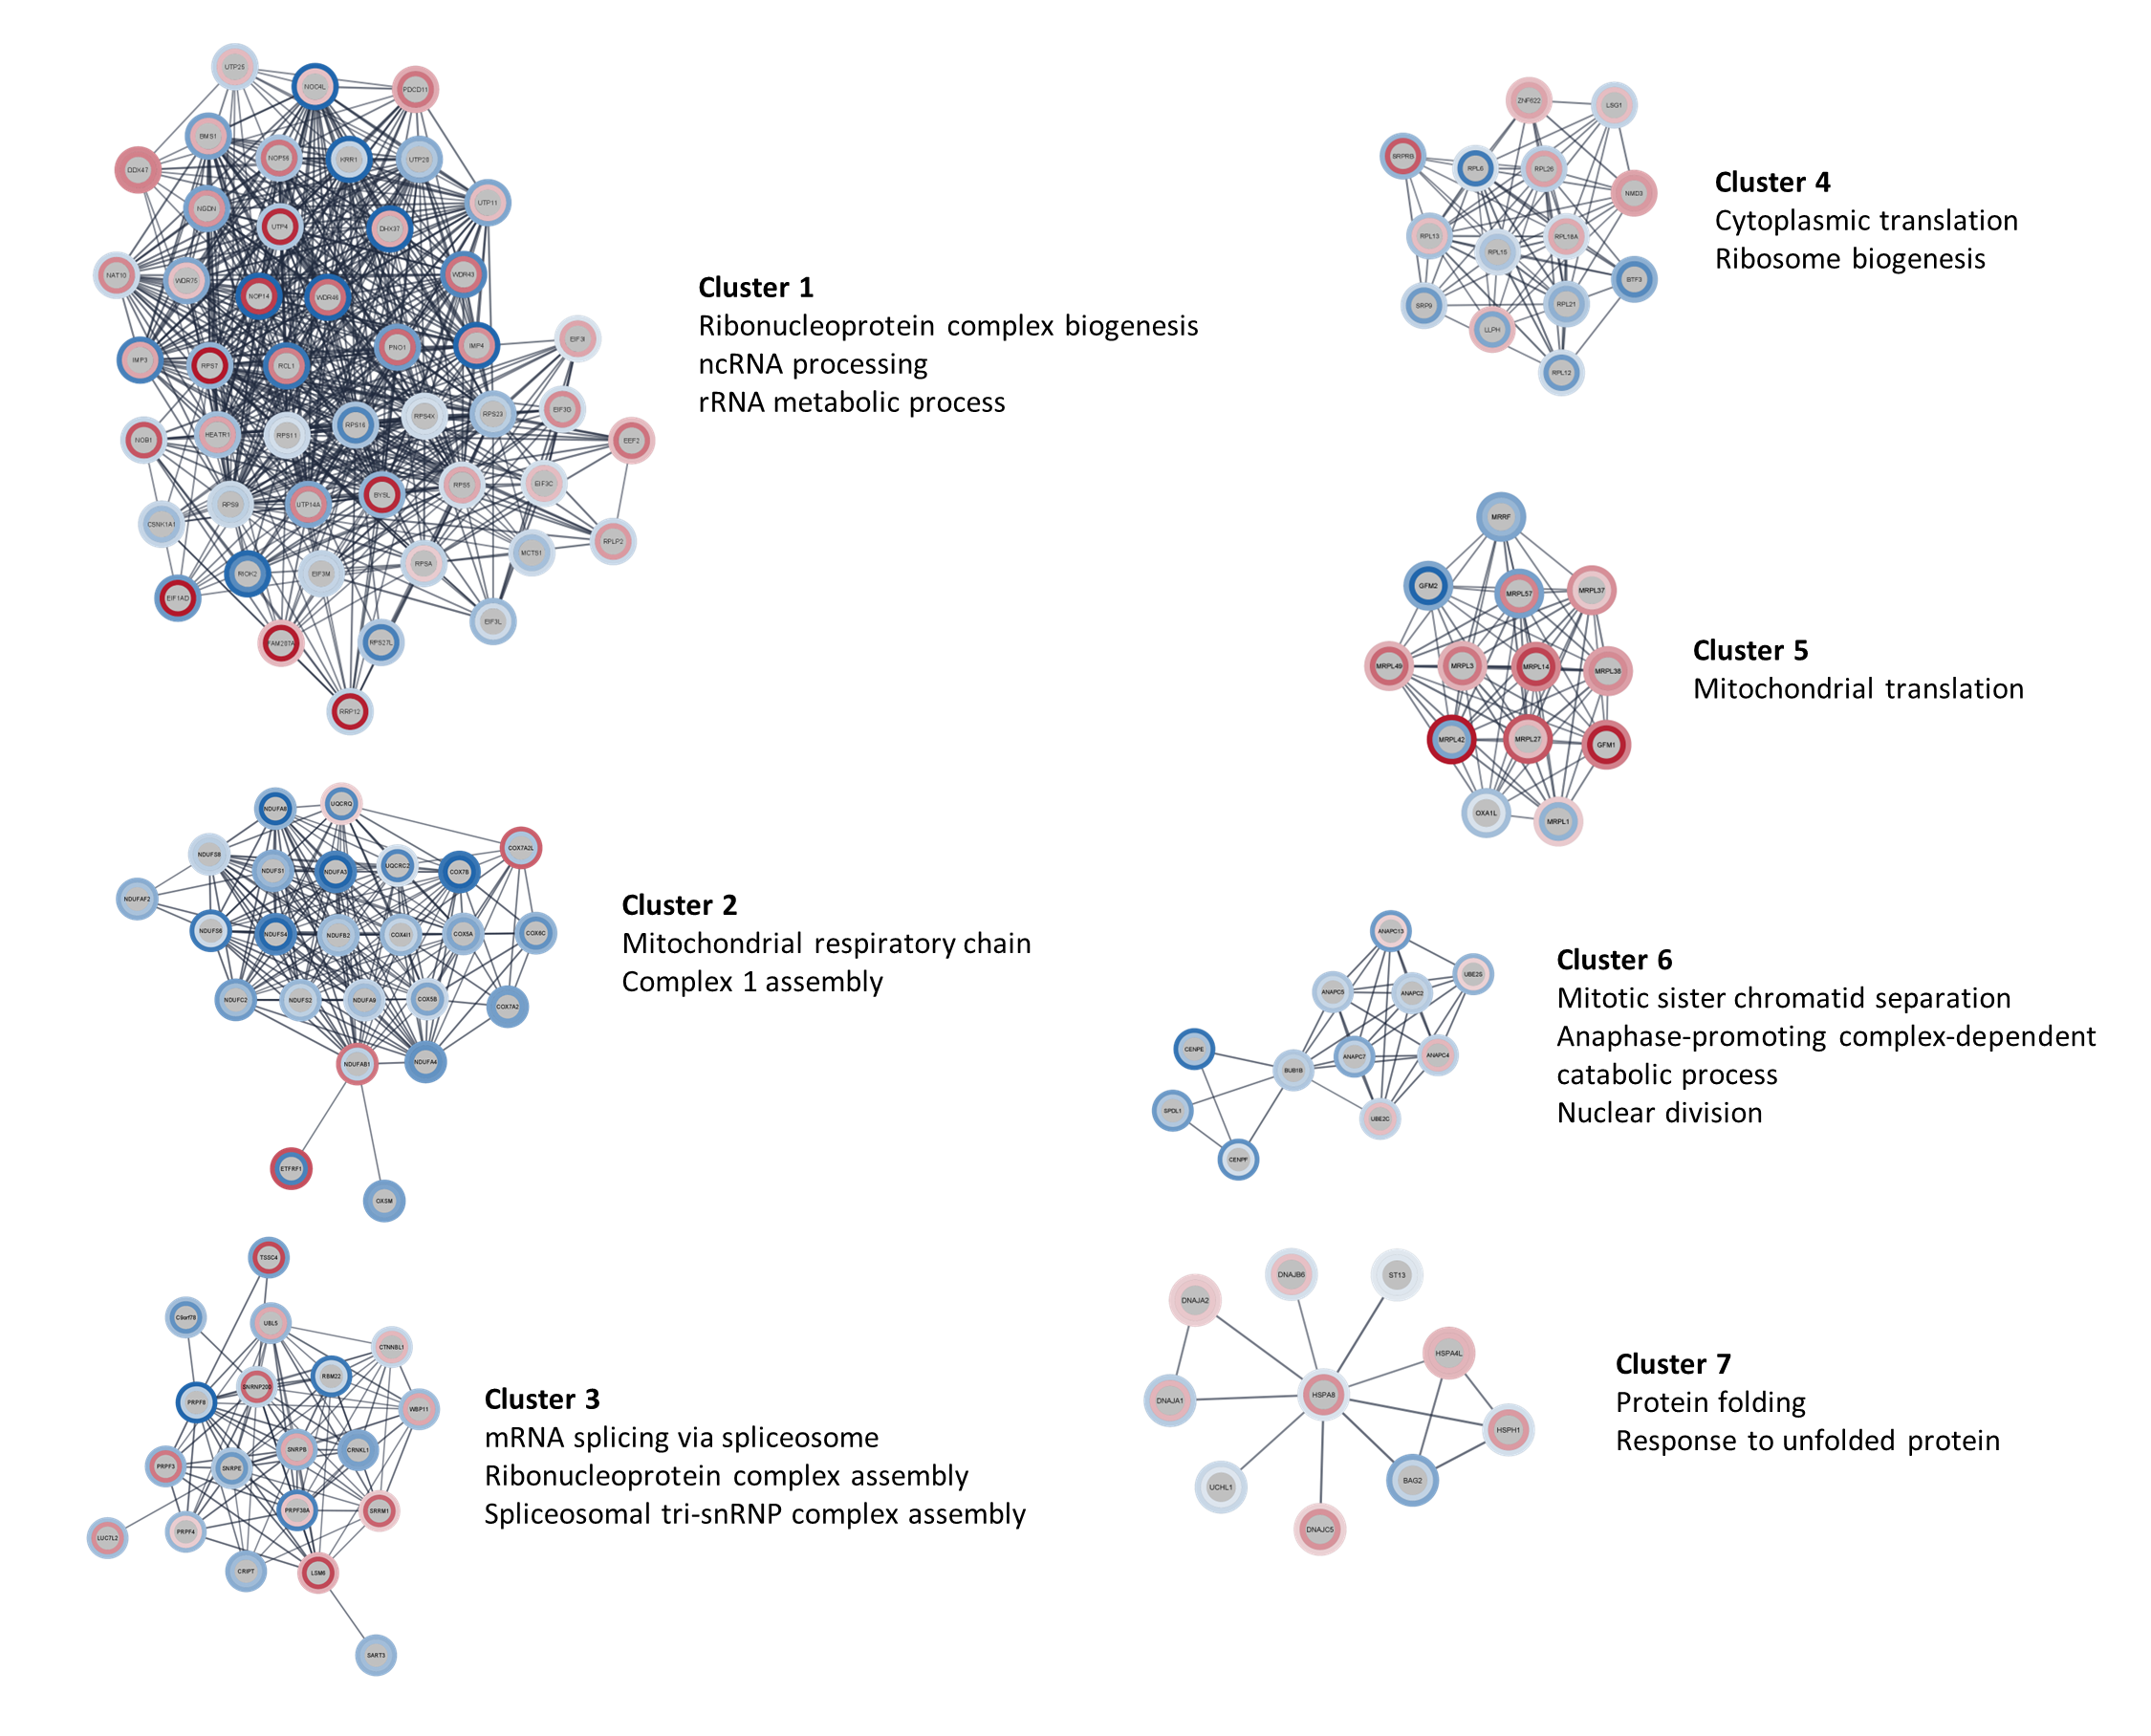 UTP25
NOC4L
PDCD11
BMS1
NOP56
KRR1
UTP20
DDX47
NGDN
UTP4
DHX37
UTP11
NAT10
WDR75
NOP14
WDR46
WDR43
IMP3
RPS7
RCL1
PNO1
IMP4
EIF3I
NOB1
HEATR1
RPS11
RPS16
RPS4X
RPS23
EIF3G
EEF2
CSNK1A1
RPS9
UTP14A
BYSL
RPS5
EIF3C
RPLP2
EIF1AD
RIOK2
EIF3M
RPSA
MCTS1
FAM207A
RPS27L
EIF3L
RRP12
Cluster 1
Ribonucleoprotein complex biogenesis
ncRNA processing
rRNA metabolic process
NDUFA8
UQCRQ
COX7A2L
NDUFS8
NDUFS1
NDUFA3
UQCRC2
COX7B
NDUFAF2
NDUFS6
NDUFS4
NDUFB2
COX4I1
COX5A
COX6C
NDUFC2
NDUFS2
NDUFA9
COX5B
COX7A2
NDUFAB1
NDUFA4
ETFRF1
OXSM
Cluster 2
Mitochondrial respiratory chain
Complex 1 assembly
TSSC4
C9orf78
UBL5
CTNNBL1
SNRNP200
RBM22
PRPF8
WBP11
PRPF3
SNRPE
SNRPB
CRNKL1
PRPF38A
SRRM1
LUC7L2
PRPF4
CRIPT
LSM6
SART3
Cluster 3
mRNA splicing via spliceosome
Ribonucleoprotein complex assembly
Spliceosomal tri-snRNP complex assembly
ZNF622
LSG1
SRPRB
RPL6
RPL26
NMD3
RPL13
RPL15
RPL18A
BTF3
SRP9
LLPH
RPL21
RPL12
Cluster 4
Cytoplasmic translation
Ribosome biogenesis
MRRF
GFM2
MRPL57
MRPL37
MRPL49
MRPL3
MRPL14
MRPL38
MRPL42
MRPL27
GFM1
OXA1L
MRPL1
Cluster 5
Mitochondrial translation
ANAPC13
UBE2S
ANAPC5
ANAPC2
CENPE
BUB1B
ANAPC7
ANAPC4
SPDL1
UBE2C
CENPF
Cluster 6
Mitotic sister chromatid separation
Anaphase-promoting complex-dependent
catabolic process
Nuclear division
DNAJA2
DNAJB6
ST13
HSPA4L
DNAJA1
HSPA8
HSPH1
UCHL1
BAG2
DNAJC5
Cluster 7
Protein folding
Response to unfolded protein